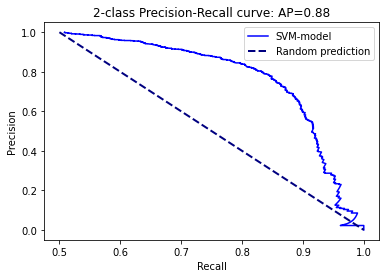 2-class Precision-Recall curve: AP=0.88
SVM-model
Random prediction
Precision
1.0
0.8
0.6
0.4
0.2
0.0
0.5 0.6 0.7 0.8 0.9 1.0
Recall